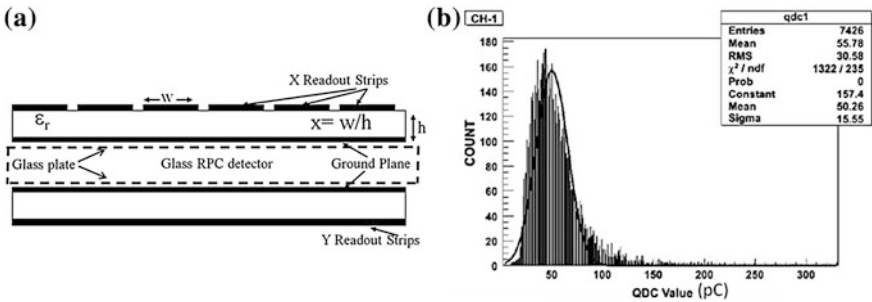 (a)
X Readout Strips
w
εr
x= w/h
h
Glass plate
Glass RPC detector
Ground Plane
Y Readout Strips
(b)
CH-1
qdc1
Entries 7426
Mean 55.78
RMS 30.58
χ² / ndf 1322 / 235
Prob 0
Constant 157.4
Mean 50.26
Sigma 15.55
COUNT
180
160
140
120
100
80
60
40
20
0
50 100 150 200 250 300
QDC Value (pC)